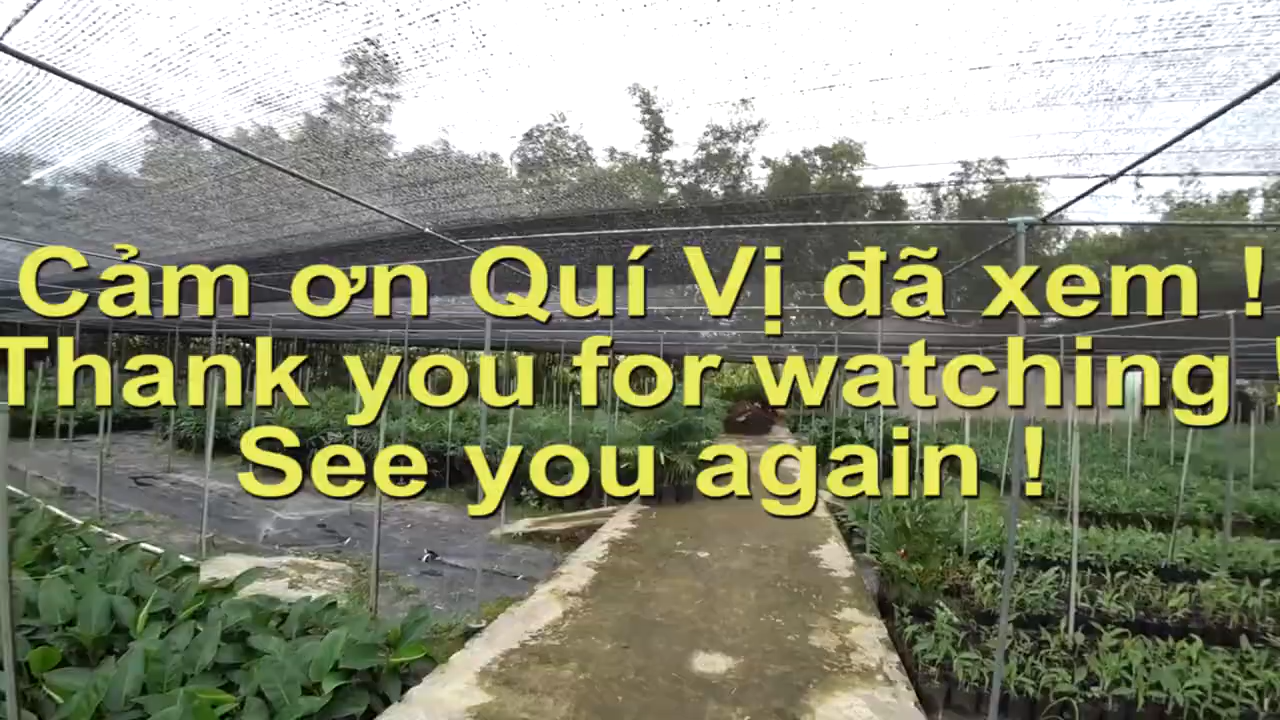 Cảm ơn Quí Vị đã xem !
Thank you for watching !
See you again !